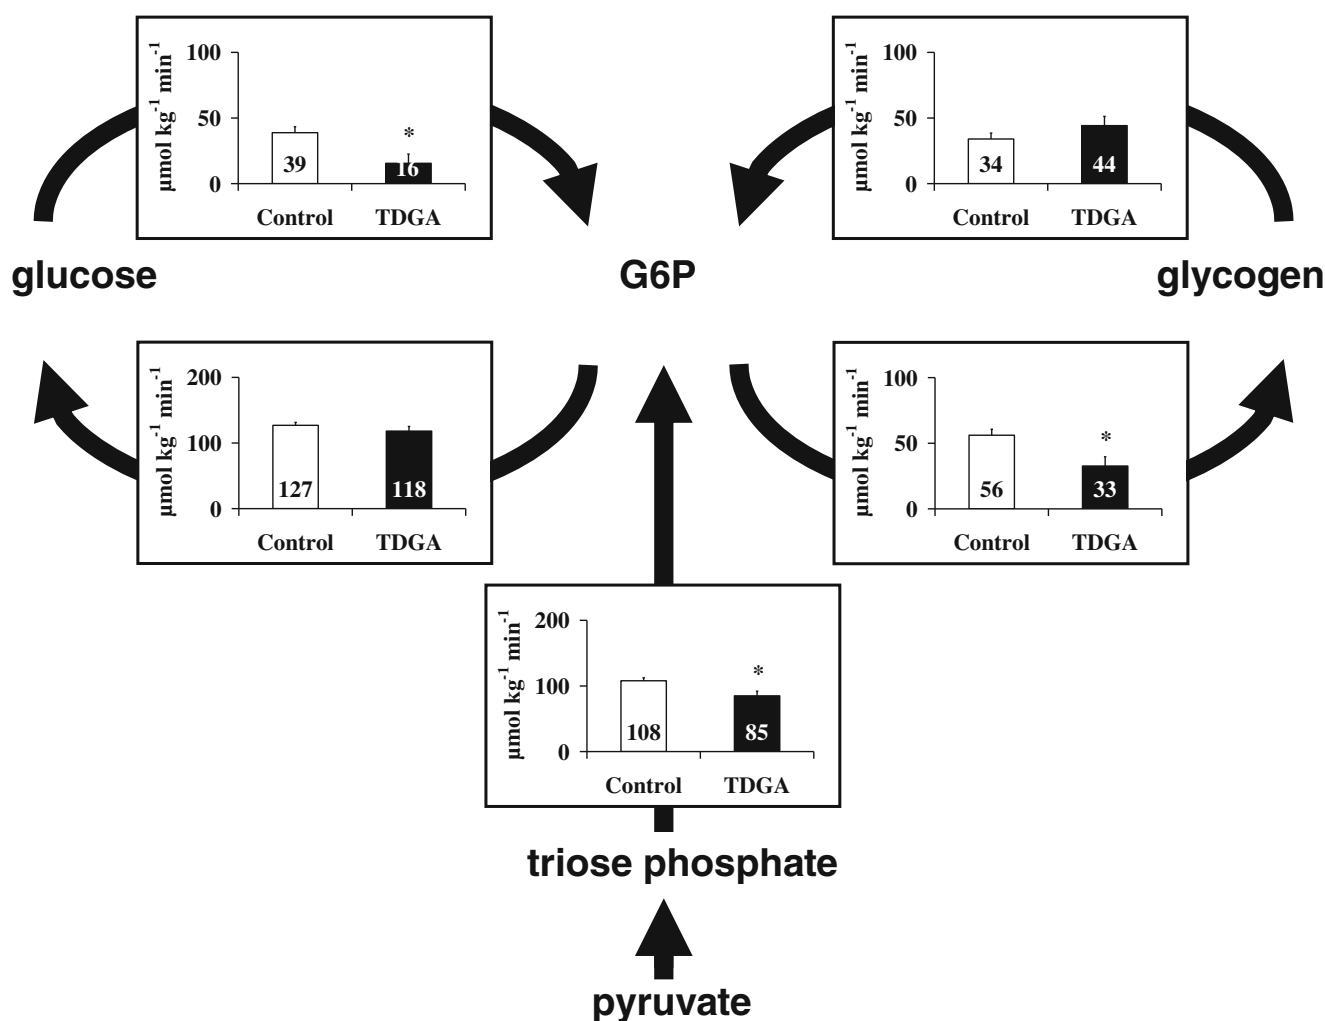 100
50
0
µmol kg-1 min-1
*
39
16
Control TDGA
100
50
0
µmol kg-1 min-1
34
44
Control TDGA
glucose
G6P
glycogen
200
100
0
µmol kg-1 min-1
127
118
Control TDGA
100
50
0
µmol kg-1 min-1
*
56
33
Control TDGA
200
100
0
µmol kg-1 min-1
*
108
85
Control TDGA
triose phosphate
pyruvate